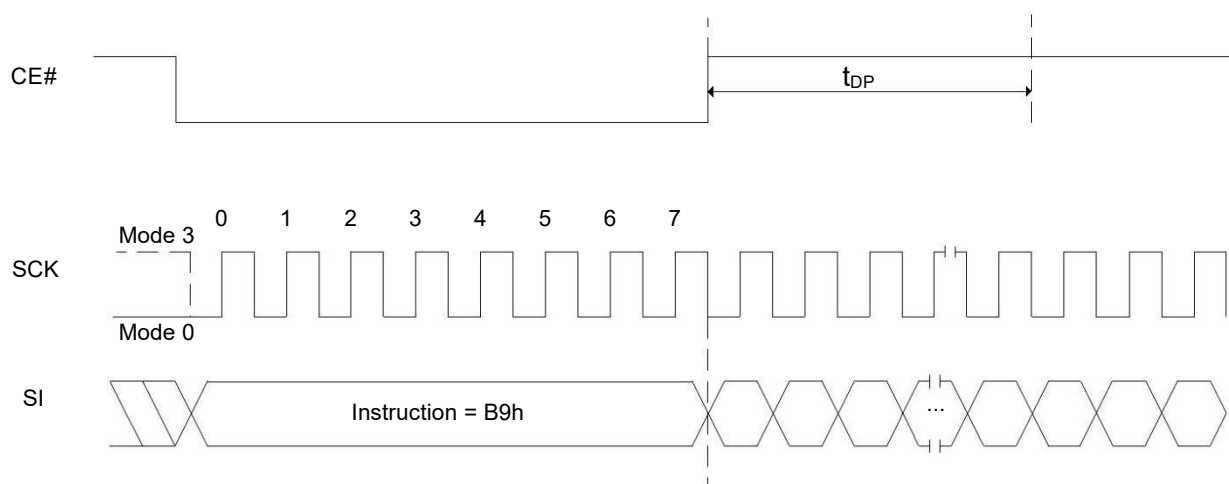 CE#
tDP
0 1 2 3 4 5 6 7
Mode 3
SCK
Mode 0
SI
Instruction = B9h
...